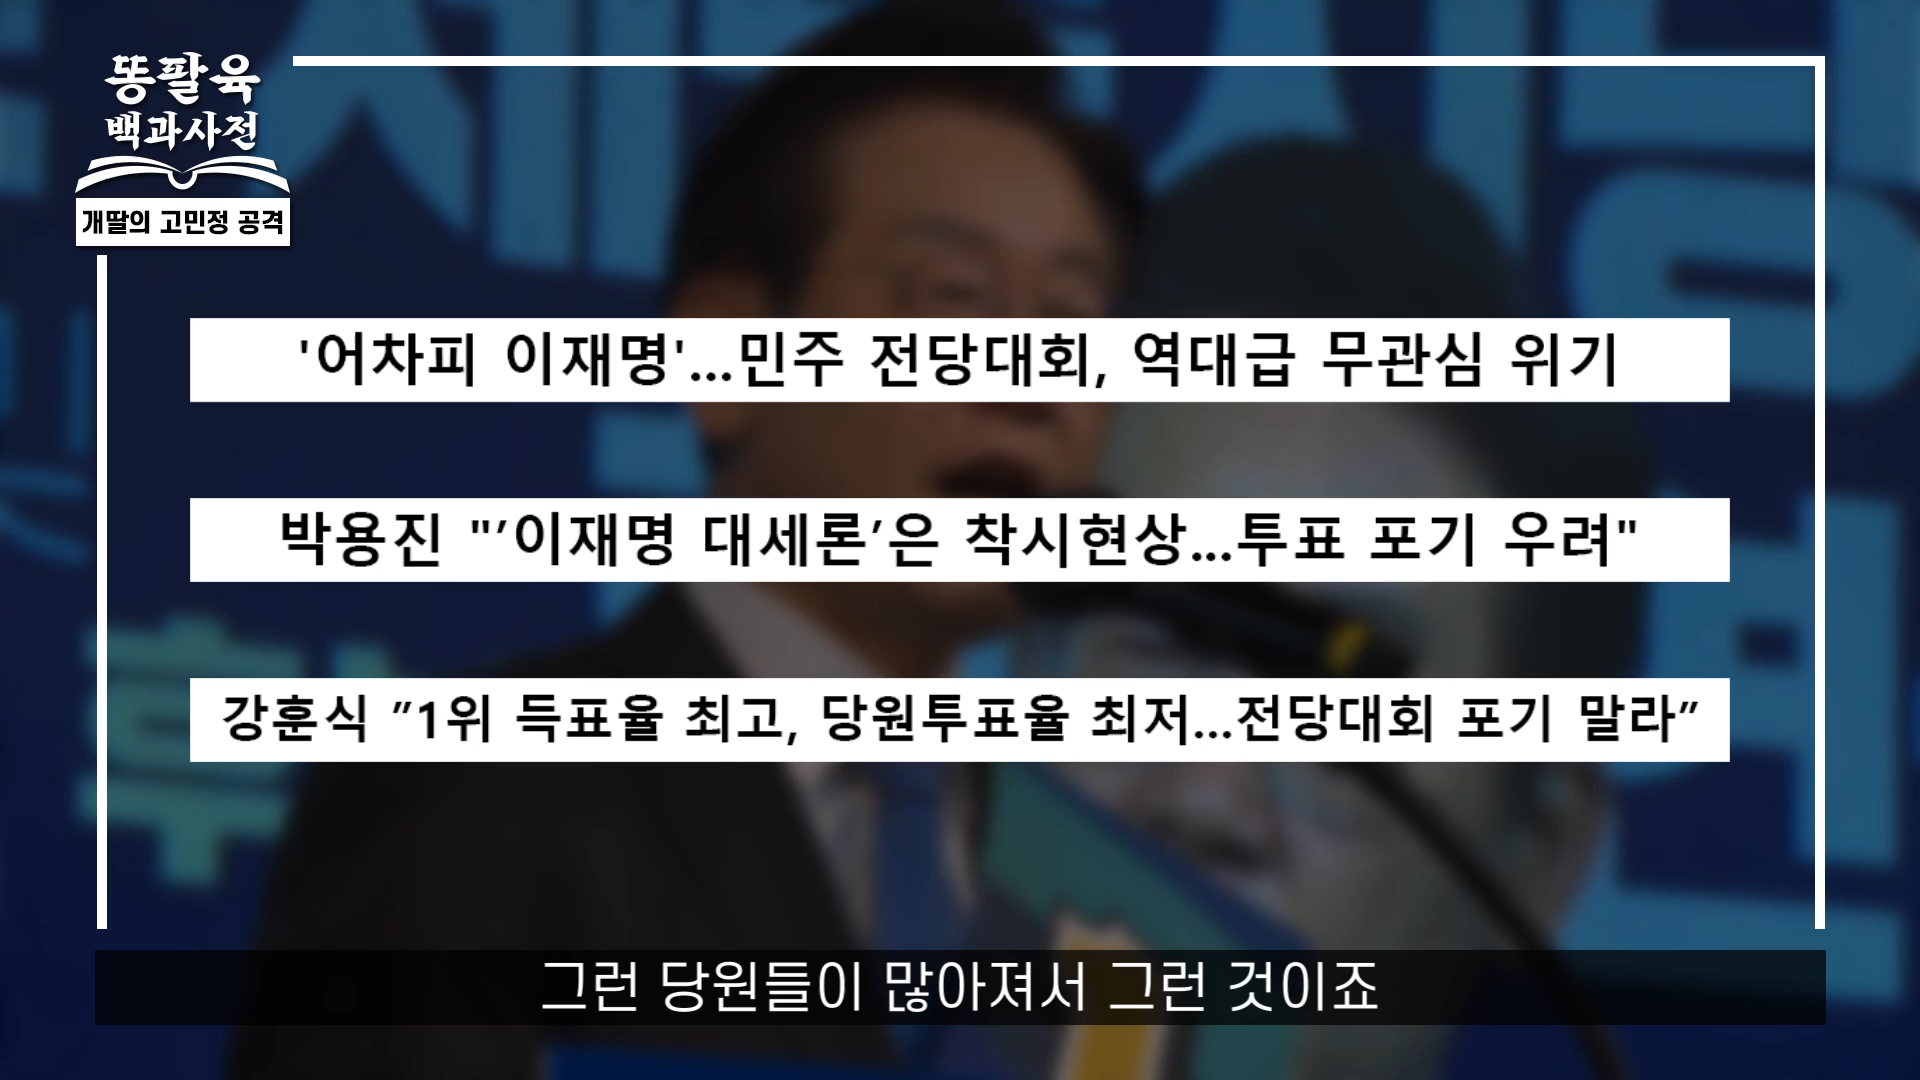 똥팔육
백과사전
개딸의 고민정 공격
'어차피 이재명'...민주 전당대회, 역대급 무관심 위기
박용진 "’이재명 대세론’은 착시현상...투표 포기 우려"
강훈식 ”1위 득표율 최고, 당원투표율 최저...전당대회 포기 말라”
그런 당원들이 많아져서 그런 것이죠